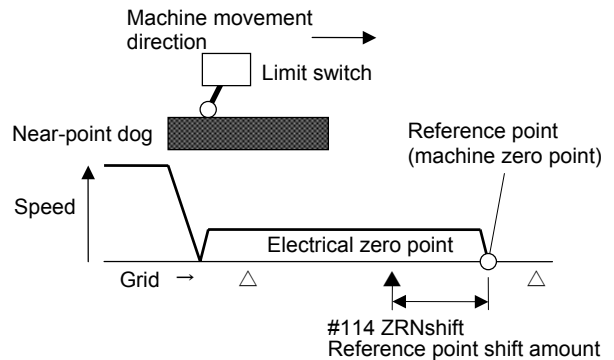 Machine movement
direction
Limit switch
Near-point dog
Reference point
(machine zero point)
Speed
Electrical zero point
Grid →
#114 ZRNshift
Reference point shift amount